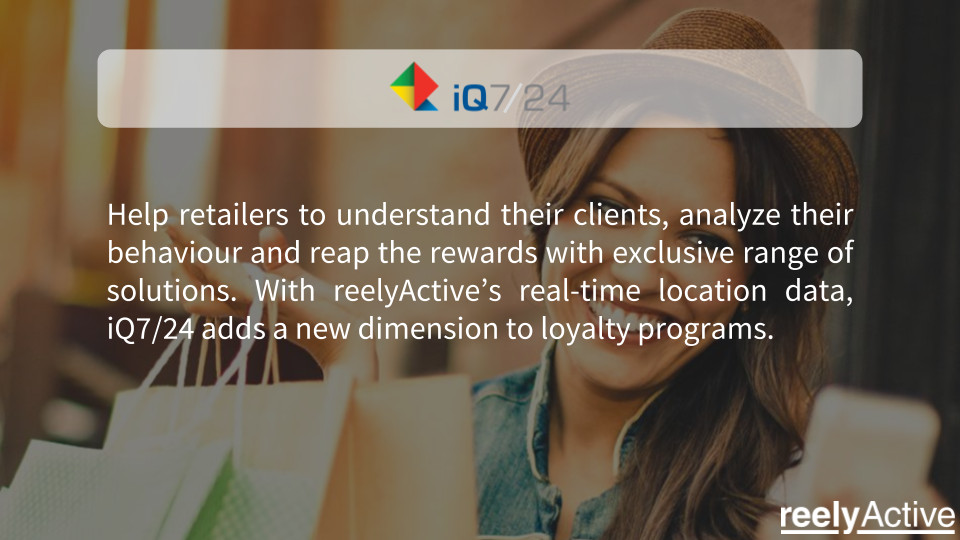 iQ7/24
Help retailers to understand their clients, analyze their
behaviour and reap the rewards with exclusive range of
solutions. With reelyActive’s real-time location data,
iQ7/24 adds a new dimension to loyalty programs.
reelyActive